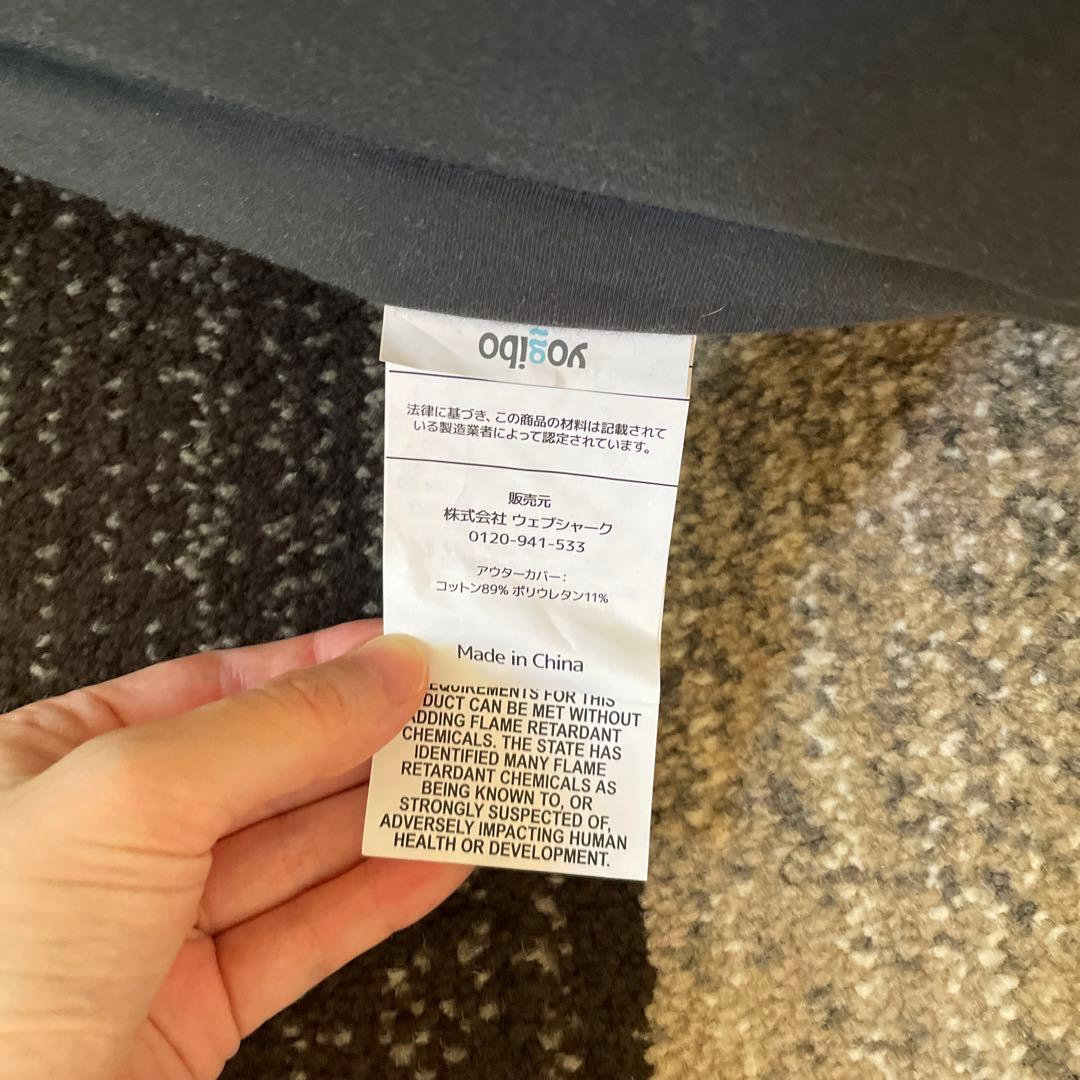 yogibo
法律に基づき、この商品の材料は記載されて
いる製造業者によって認定されています。
販売元
株式会社 ウェブシャーク
0120-941-533
アウターカバー：
コットン89% ポリウレタン11%
Made in China
EQUIREMENTS FOR THIS
DUCT CAN BE MET WITHOUT
ADDING FLAME RETARDANT
CHEMICALS. THE STATE HAS
IDENTIFIED MANY FLAME
RETARDANT CHEMICALS AS
BEING KNOWN TO, OR
STRONGLY SUSPECTED OF,
ADVERSELY IMPACTING HUMAN
HEALTH OR DEVELOPMENT.